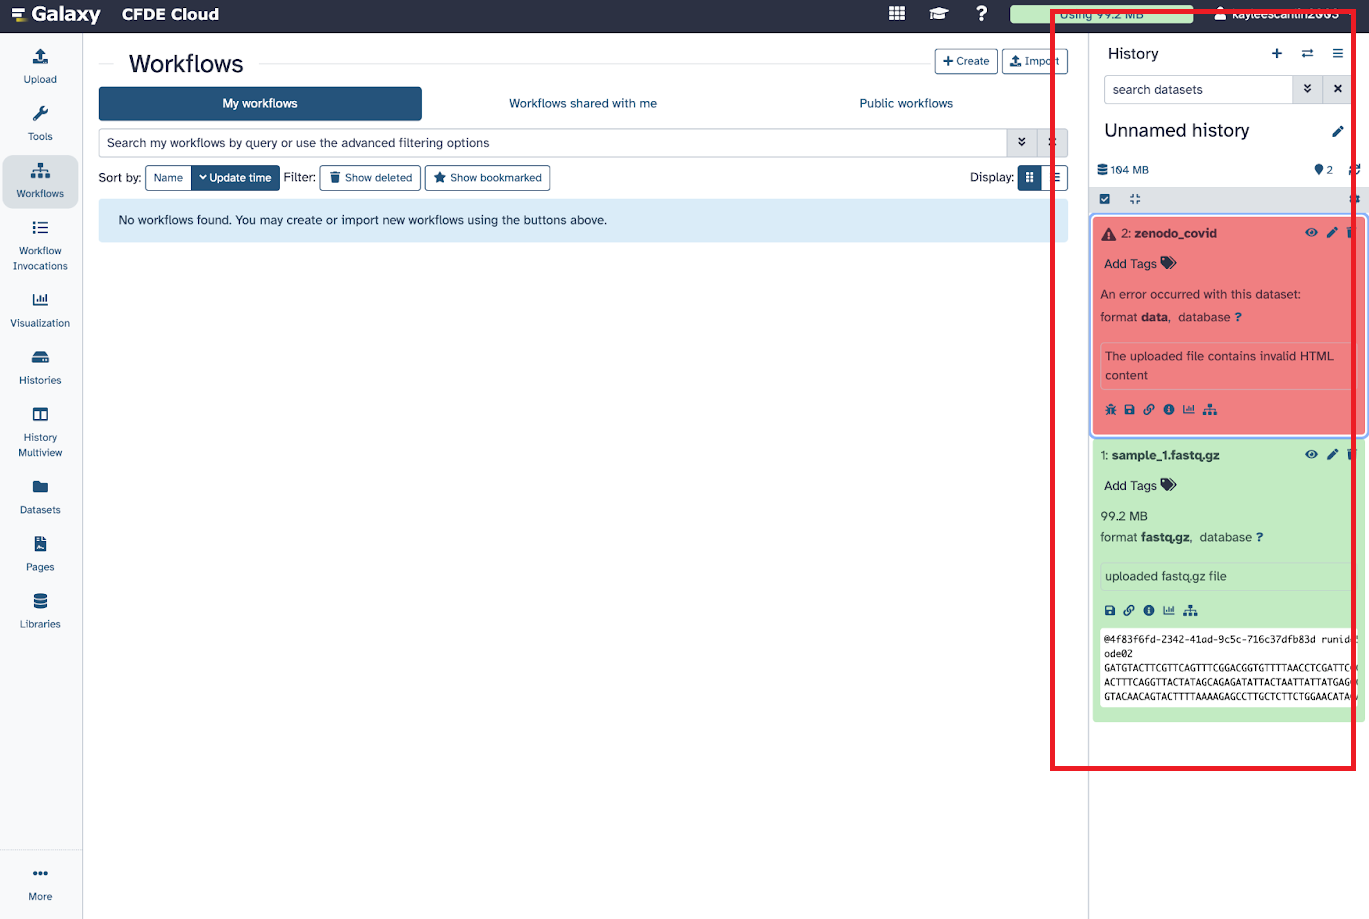 Galaxy CFDE Cloud
Using 99.2 MB
kayleescantlin2003
Upload
Tools
Workflows
Workflow
Invocations
Visualization
Histories
History
Multiview
Datasets
Pages
Libraries
More
Workflows
Create
Import
My workflows
Workflows shared with me
Public workflows
Search my workflows by query or use the advanced filtering options
Sort by: Name Update time Filter: Show deleted Show bookmarked
Display:
No workflows found. You may create or import new workflows using the buttons above.
History
search datasets
Unnamed history
104 MB
2
2: zenodo_covid
Add Tags
An error occurred with this dataset:
format data, database ?
The uploaded file contains invalid HTML
content
1: sample_1.fastq.gz
Add Tags
99.2 MB
format fastq.gz, database ?
uploaded fastq.gz file
@4f83f6fd-2342-41ad-9c5c-716c37dfb83d runid
ode02
GATGTACTTCGTTCAGTTTCGGACGGTGTTTTAACCTCGATTC
ACTTTCAGGTTACTATAGCAGAGATATTACTAATTATTATGAG
GTACAACAGTACTTTTAAAAGAGCCTTGCTCTTCTGGAACATA